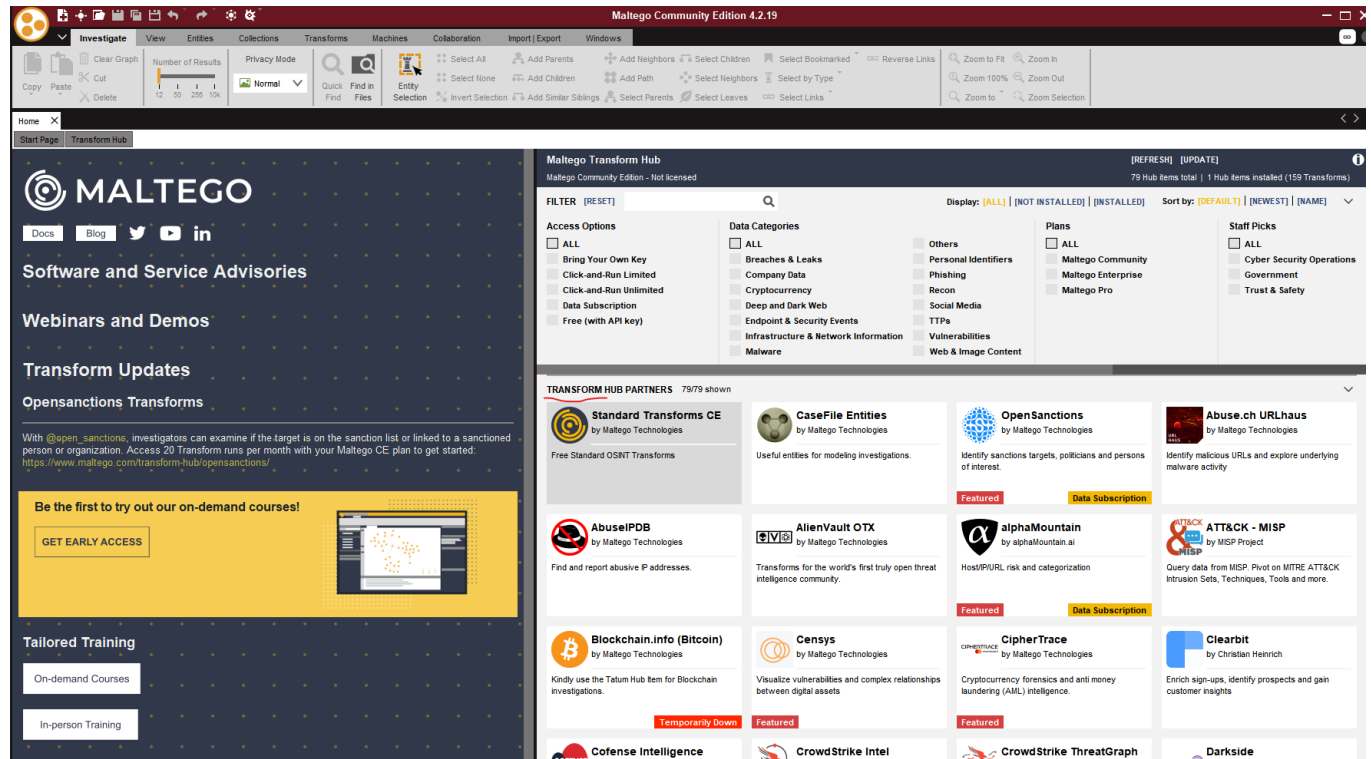 Maltego Community Edition 4.2.19
Investigate View Entities Collections Transforms Machines Collaboration Import | Export Windows
Copy Paste Clear Graph Cut Delete
Number of Results 12 50 256 10k
Privacy Mode Normal
Quick Find Find in Files
Entity Selection
Select All Add Parents Add Neighbors Select Children Select Bookmarked Reverse Links Zoom to Fit Zoom In
Select None Add Children Add Path Select Neighbors Select by Type Zoom 100% Zoom Out
Invert Selection Add Similar Siblings Select Parents Select Leaves Select Links Zoom to Zoom Selection
Home
Start Page Transform Hub
MALTEGO
Docs Blog
Software and Service Advisories
Webinars and Demos
Transform Updates
Opensanctions Transforms
With @open_sanctions, investigators can examine if the target is on the sanction list or linked to a sanctioned
person or organization. Access 20 Transform runs per month with your Maltego CE plan to get started:
https://www.maltego.com/transform-hub/opensanctions/
Be the first to try out our on-demand courses!
GET EARLY ACCESS
Tailored Training
On-demand Courses
In-person Training
Maltego Transform Hub [REFRESH] [UPDATE]
Maltego Community Edition - Not licensed 79 Hub items total | 1 Hub items installed (159 Transforms)
FILTER [RESET] Display: [ALL] | [NOT INSTALLED] | [INSTALLED] Sort by: [DEFAULT] | [NEWEST] | [NAME]
Access Options
ALL
Bring Your Own Key
Click-and-Run Limited
Click-and-Run Unlimited
Data Subscription
Free (with API key)
Data Categories
ALL
Breaches & Leaks
Company Data
Cryptocurrency
Deep and Dark Web
Endpoint & Security Events
Infrastructure & Network Information
Malware
Others
Personal Identifiers
Phishing
Recon
Social Media
TTPs
Vulnerabilities
Web & Image Content
Plans
ALL
Maltego Community
Maltego Enterprise
Maltego Pro
Staff Picks
ALL
Cyber Security Operations
Government
Trust & Safety
TRANSFORM HUB PARTNERS 79/79 shown
Standard Transforms CE
by Maltego Technologies
Free Standard OSINT Transforms
CaseFile Entities
by Maltego Technologies
Useful entities for modeling investigations.
OpenSanctions
by Maltego Technologies
Identify sanctions targets, politicians and persons
of interest.
Featured Data Subscription
URL HAUS
Abuse.ch URLhaus
by Maltego Technologies
Identify malicious URLs and explore underlying
malware activity
AbuseIPDB
by Maltego Technologies
Find and report abusive IP addresses.
AlienVault OTX
by Maltego Technologies
Transforms for the world's first truly open threat
intelligence community.
alphaMountain
by alphaMountain.ai
Host/IP/URL risk and categorization
Featured Data Subscription
ATT&CK
MISP
ATT&CK - MISP
by MISP Project
Query data from MISP. Pivot on MITRE ATT&CK
Intrusion Sets, Techniques, Tools and more.
Blockchain.info (Bitcoin)
by Maltego Technologies
Kindly use the Tatum Hub Item for Blockchain
investigations.
Temporarily Down
Censys
by Maltego Technologies
Visualize vulnerabilities and complex relationships
between digital assets
Featured
CIPHERTRACE
CipherTrace
by Maltego Technologies
Cryptocurrency forensics and anti money
laundering (AML) intelligence.
Featured
Clearbit
by Christian Heinrich
Enrich sign-ups, identify prospects and gain
customer insights
Cofense Intelligence
CrowdStrike Intel
CrowdStrike ThreatGraph
Darkside